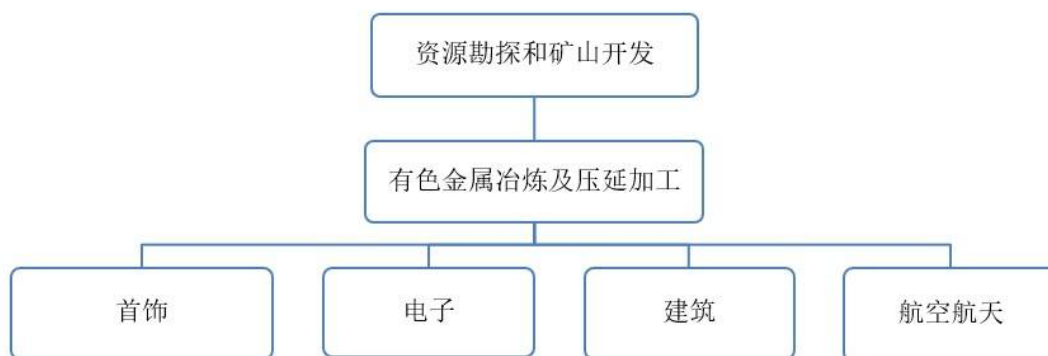 资源勘探和矿山开发
有色金属冶炼及压延加工
首饰
电子
建筑
航空航天